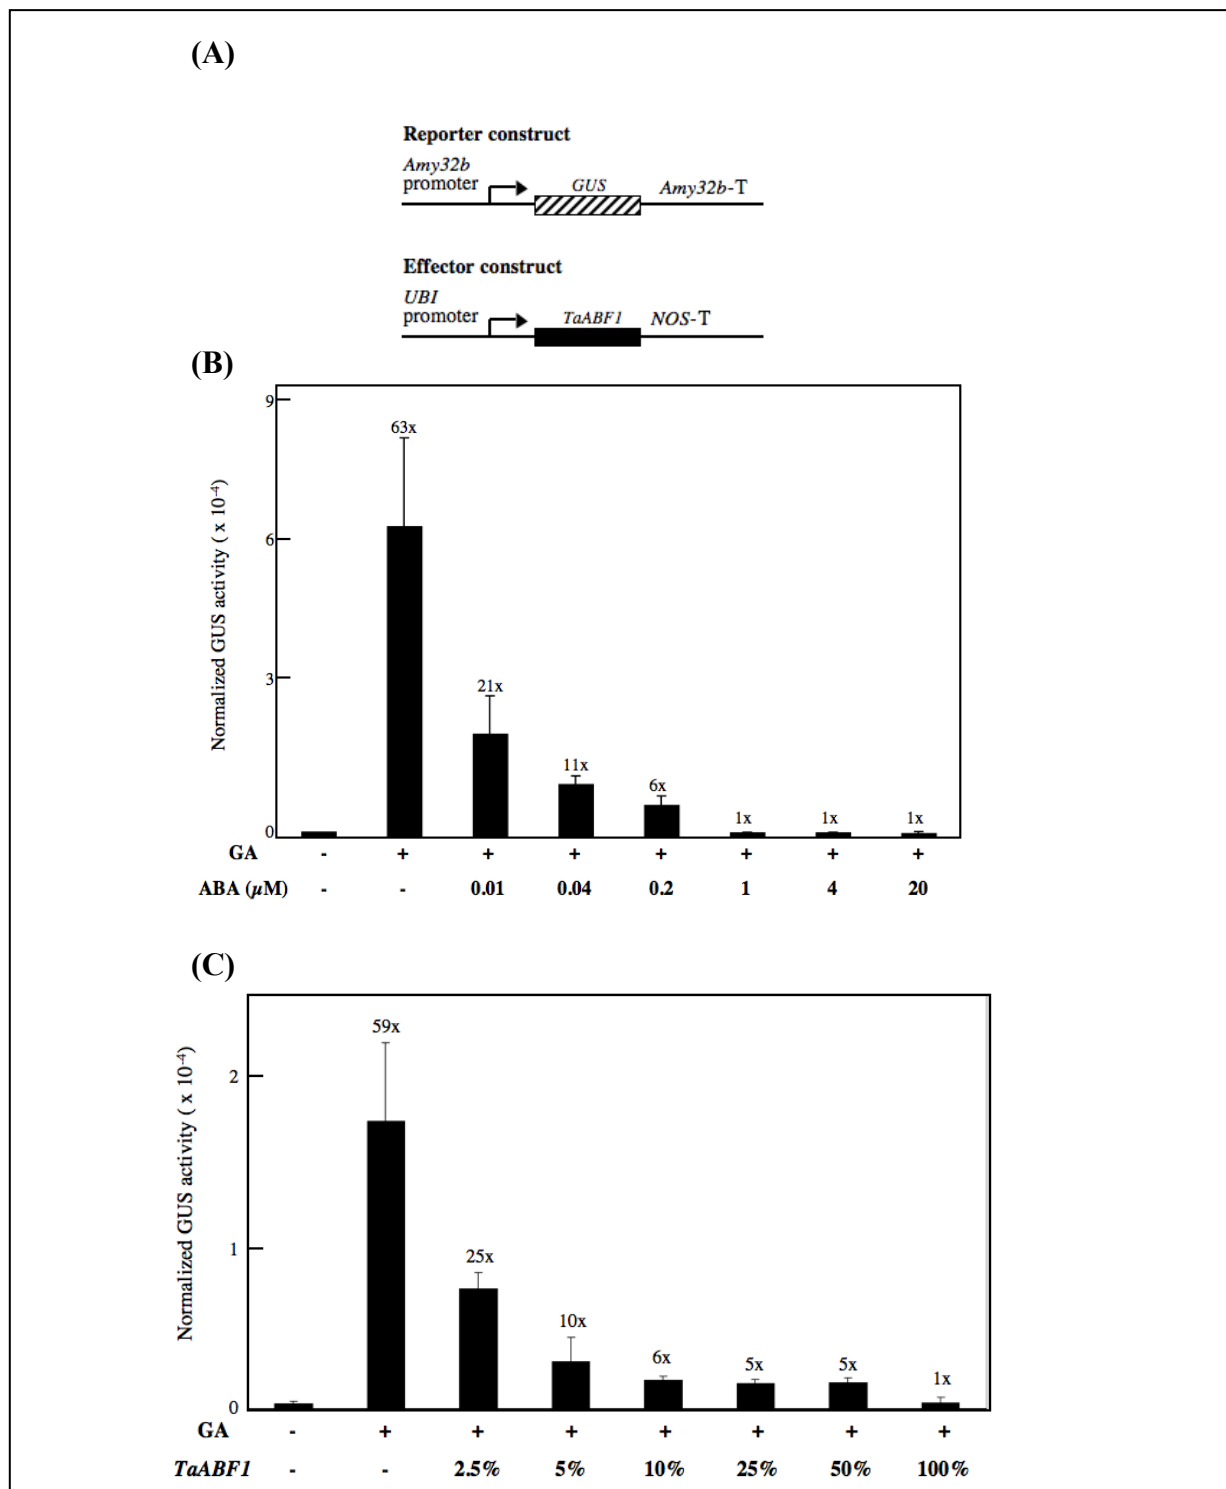 (A)
Reporter construct
Amy32b
promoter
GUS
Amy32b-T
Effector construct
UBI
promoter
TaABF1
NOS-T
(B)
Normalized GUS activity ( x 10-4)
9
6
3
0
63x
21x
11x
6x
1x
1x
1x
GA - + + + + + + +
ABA (µM) - - 0.01 0.04 0.2 1 4 20
(C)
Normalized GUS activity ( x 10-4)
2
1
0
59x
25x
10x
6x
5x
5x
1x
GA - + + + + + + +
TaABF1 - - 2.5% 5% 10% 25% 50% 100%